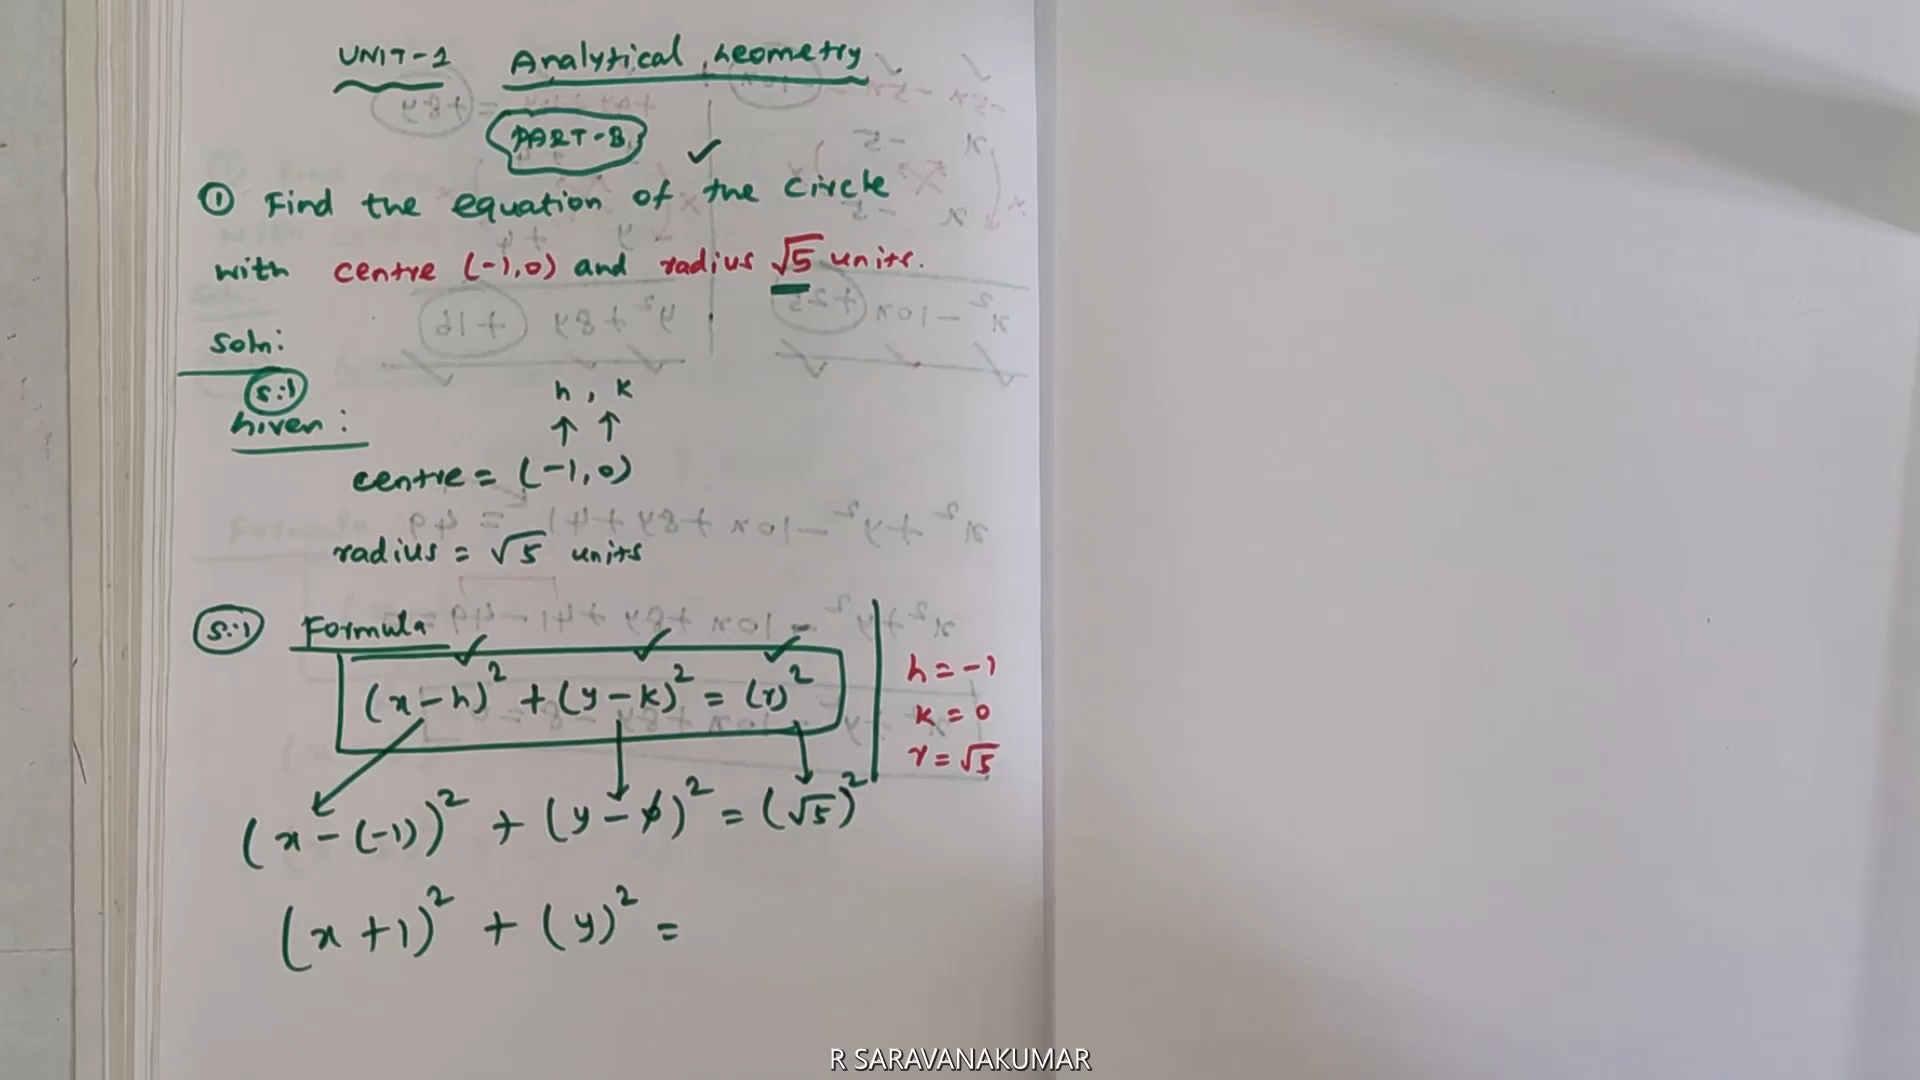 UNIT-1 Analytical Geometry
PART-B ✓
① Find the equation of the circle
with centre (-1,0) and radius √5 units.
Soln:
S:1
Given:
h, k
↑ ↑
centre = (-1,0)
radius = √5 units
S:1 Formula
(x-h)² + (y-k)² = (r)²
h = -1
k = 0
r = √5
(x-(-1))² + (y-0)² = (√5)²
(x+1)² + (y)² =
R SARAVANAKUMAR